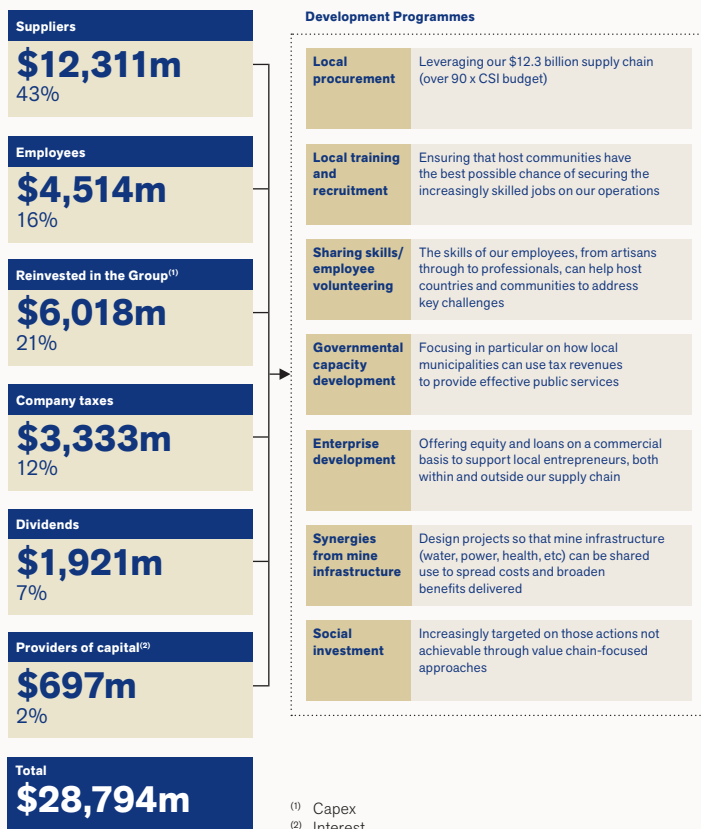 Suppliers
$12,311m
43%
Employees
$4,514m
16%
Reinvested in the Group(1)
$6,018m
21%
Company taxes
$3,333m
12%
Dividends
$1,921m
7%
Providers of capital(2)
$697m
2%
Total
$28,794m
Development Programmes
Local
procurement
Leveraging our $12.3 billion supply chain
(over 90 x CSI budget)
Local training
and
recruitment
Ensuring that host communities have
the best possible chance of securing the
increasingly skilled jobs on our operations
Sharing skills/
employee
volunteering
The skills of our employees, from artisans
through to professionals, can help host
countries and communities to address
key challenges
Governmental
capacity
development
Focusing in particular on how local
municipalities can use tax revenues
to provide effective public services
Enterprise
development
Offering equity and loans on a commercial
basis to support local entrepreneurs, both
within and outside our supply chain
Synergies
from mine
infrastructure
Design projects so that mine infrastructure
(water, power, health, etc) can be shared
use to spread costs and broaden
benefits delivered
Social
investment
Increasingly targeted on those actions not
achievable through value chain-focused
approaches
(1) Capex
(2) Interest